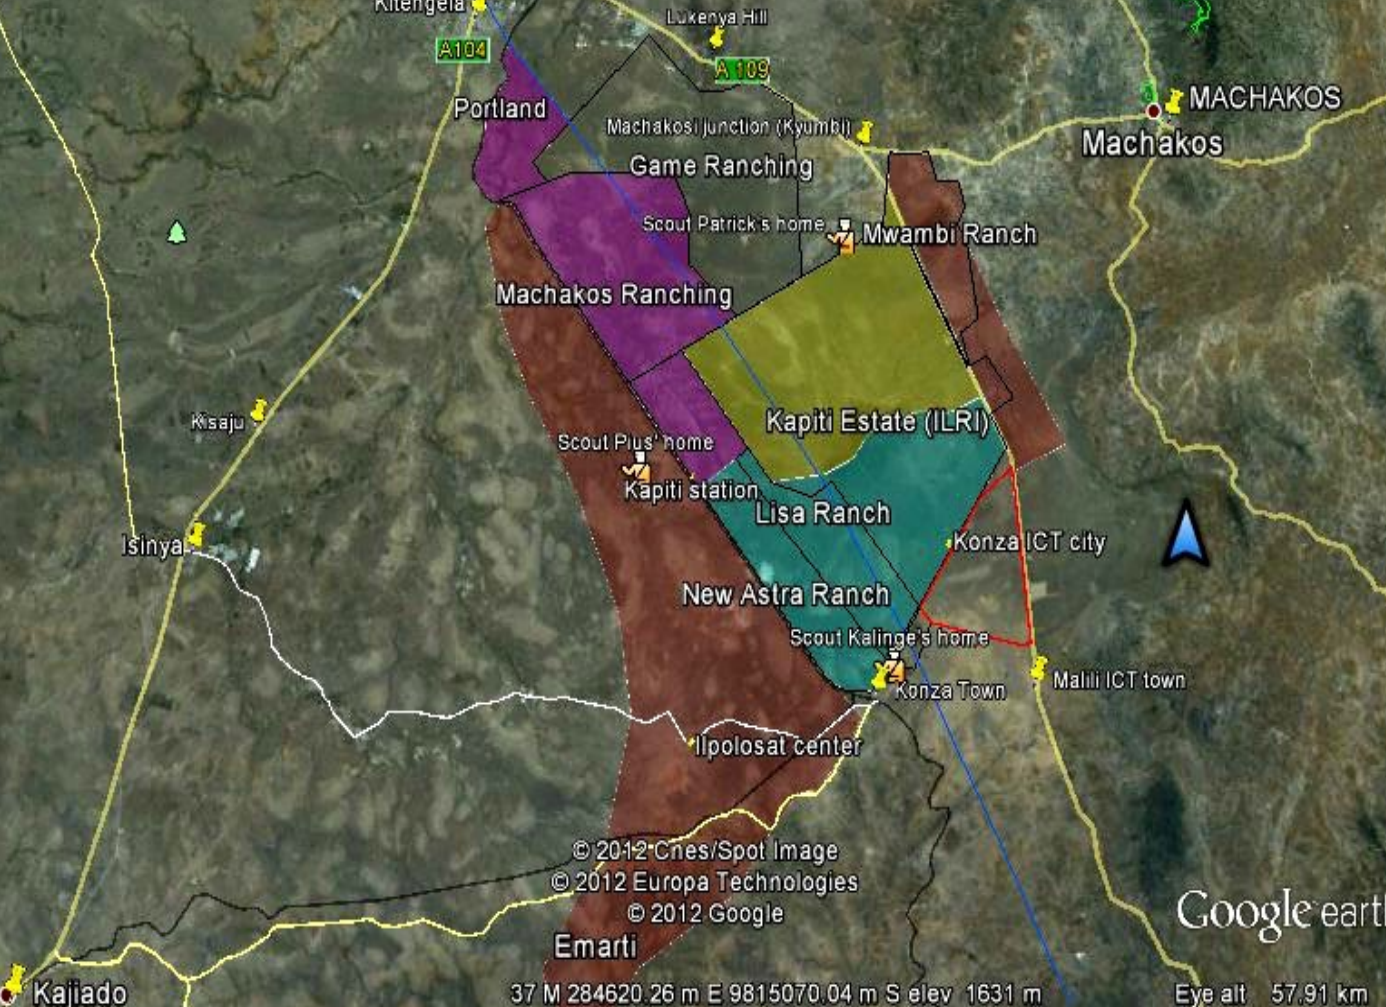 Kitengela
Lukenya Hill
A104
A 109
MACHAKOS
Portland
Machakosi junction (Kyumbi)
Machakos
Game Ranching
Scout Patrick's home
Mwambi Ranch
Machakos Ranching
Kisaju
Kapiti Estate (ILRI)
Scout Pius' home
Kapiti station
Lisa Ranch
Isinya
Konza ICT city
New Astra Ranch
Scout Kalinge's home
Malili ICT town
Konza Town
Ilpolosat center
© 2012 Cnes/Spot Image
© 2012 Europa Technologies
© 2012 Google
Google eart
Emarti
Kajiado
37 M 284620.26 m E 9815070.04 m S elev 1631 m
Eye alt 57.91 km